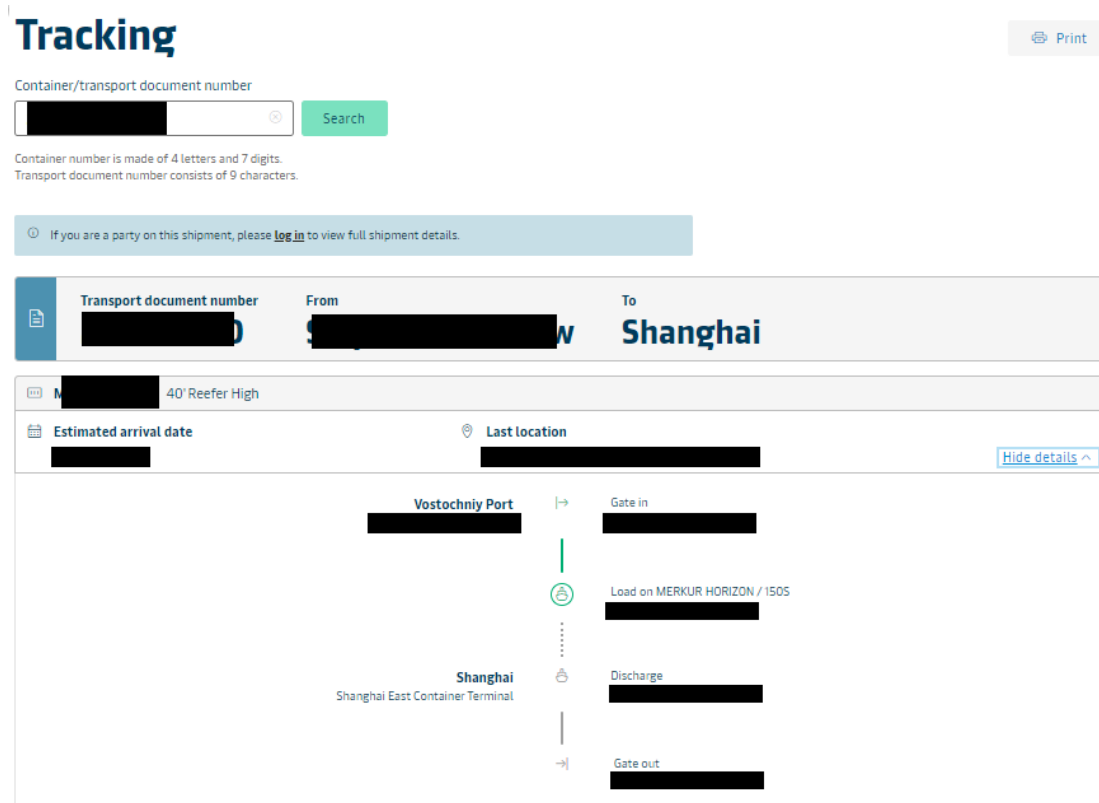 Tracking
Print
Container/transport document number
Search
Container number is made of 4 letters and 7 digits.
Transport document number consists of 9 characters.
If you are a party on this shipment, please log in to view full shipment details.
Transport document number From To
Shanghai
40' Reefer High
Estimated arrival date Last location
Hide details
Vostochniy Port Gate in
Load on MERKUR HORIZON / 150S
Shanghai Discharge
Shanghai East Container Terminal
Gate out